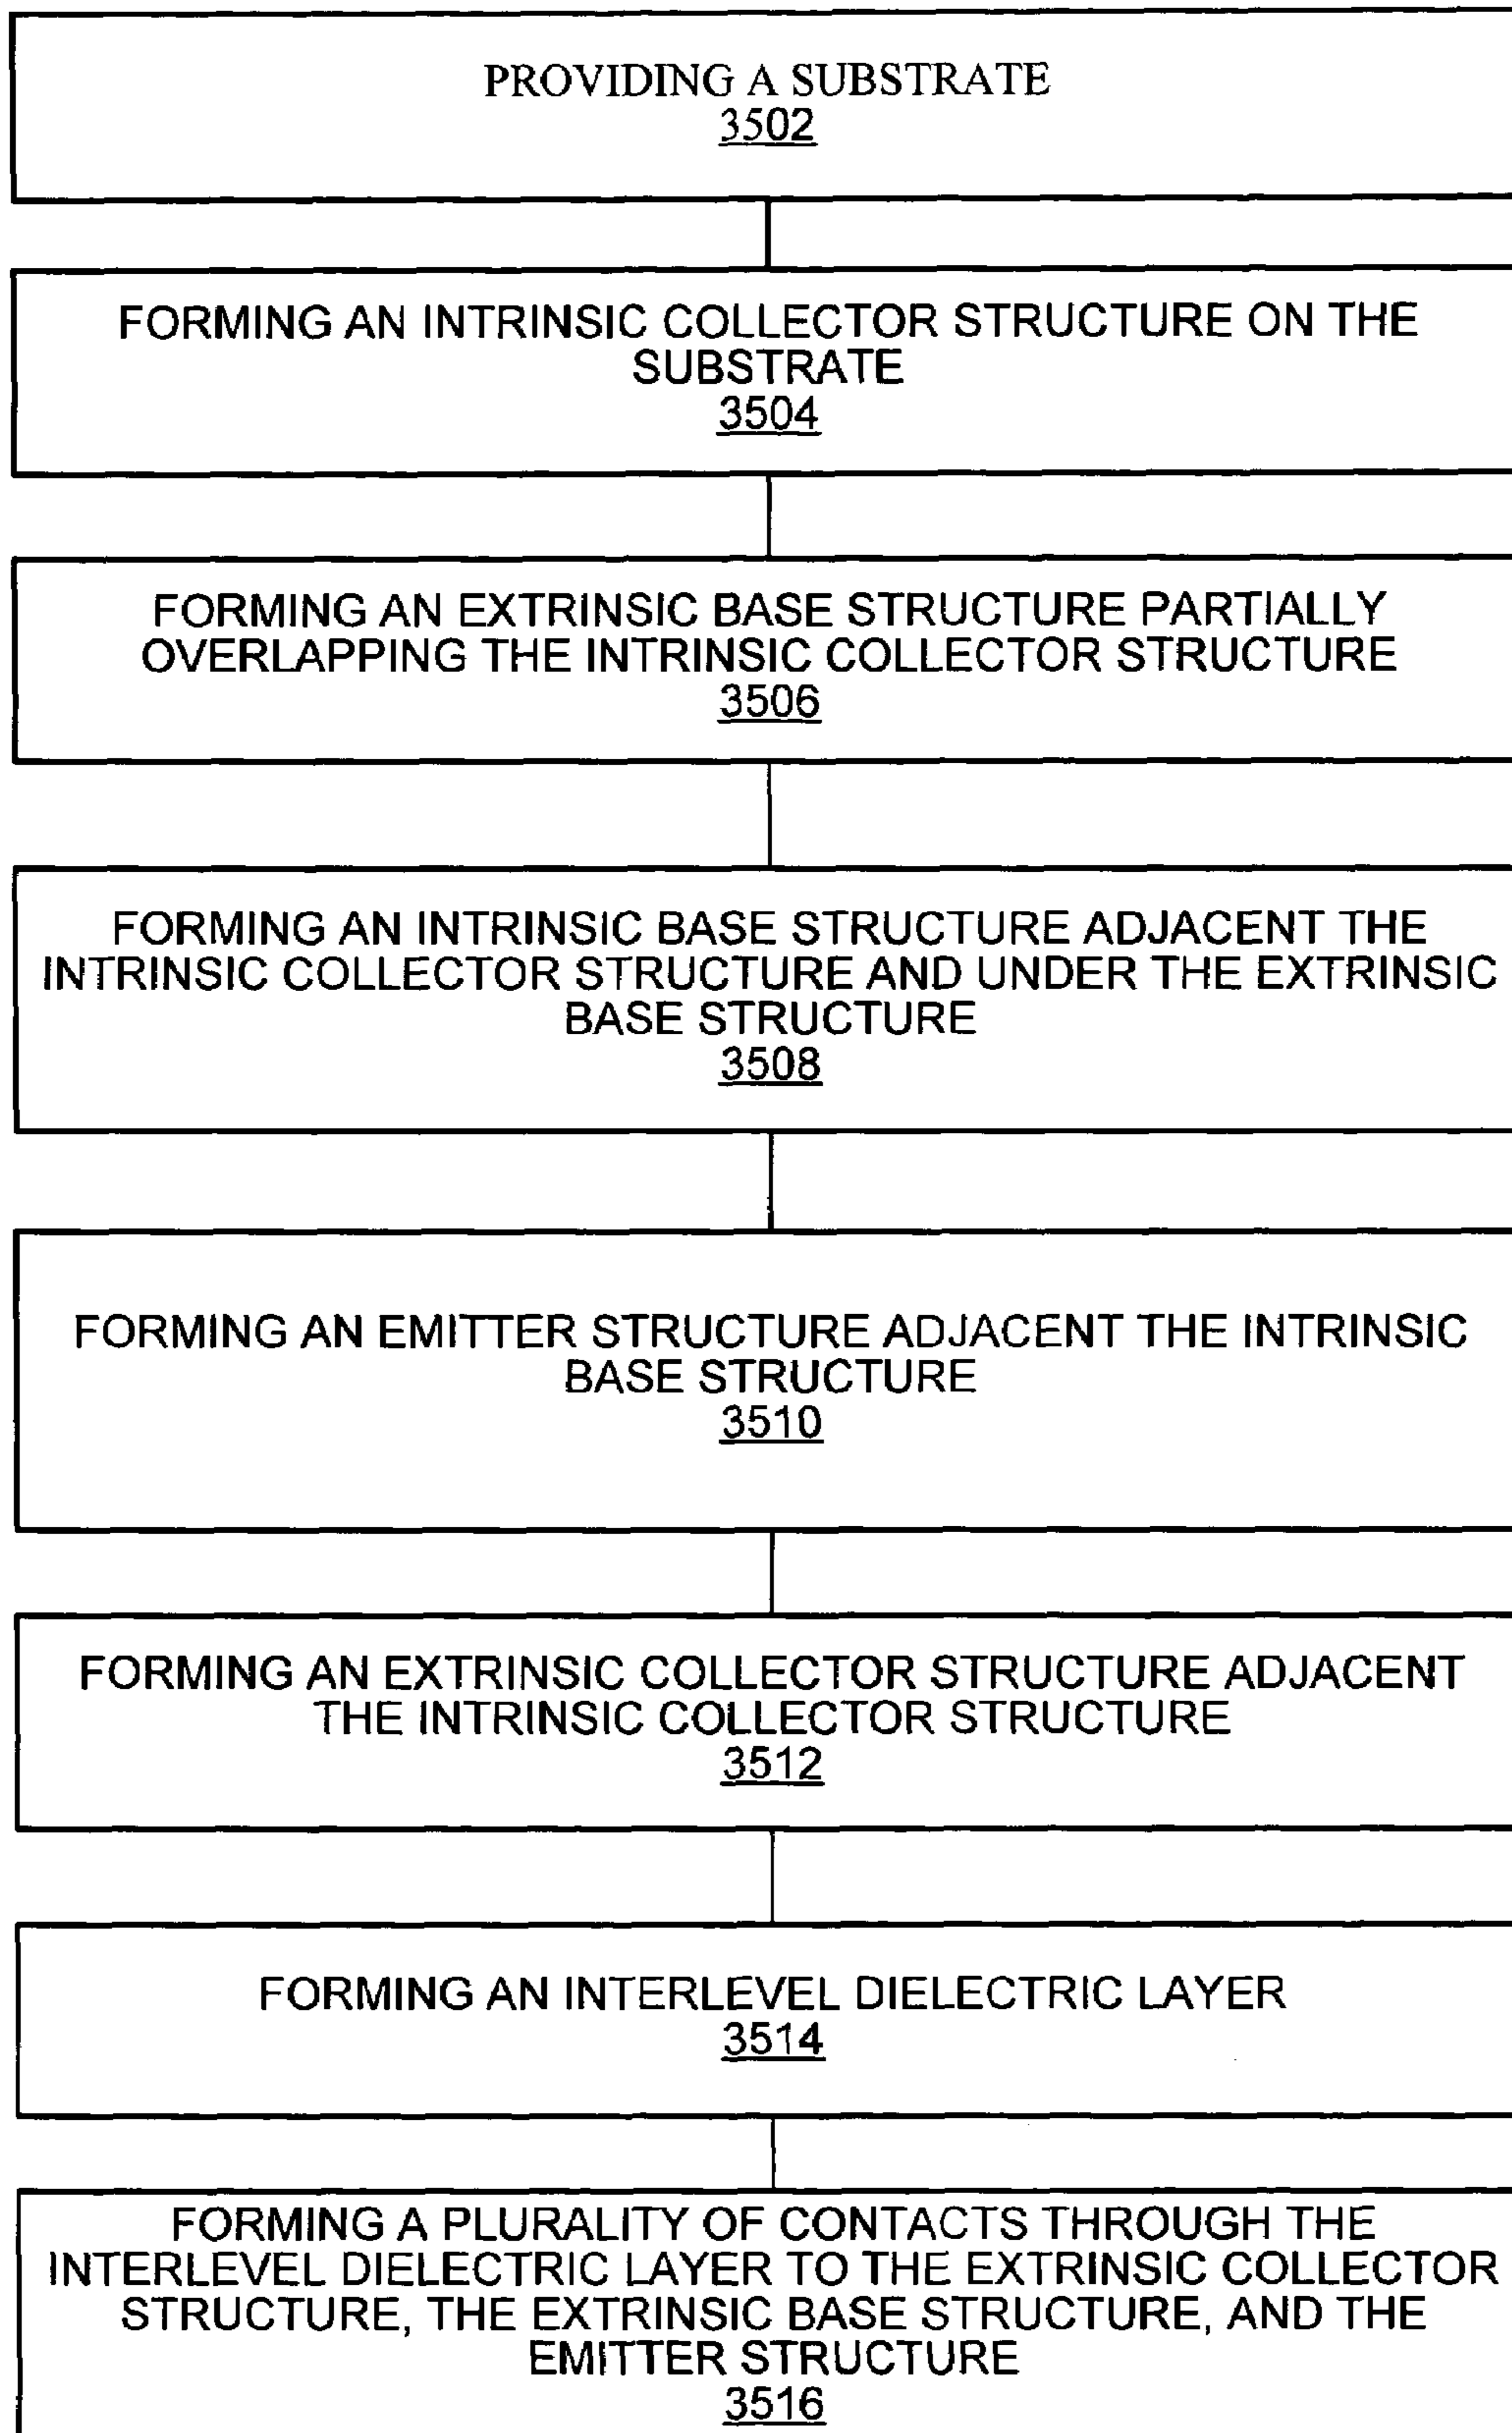 PROVIDING A SUBSTRATE
3502
FORMING AN INTRINSIC COLLECTOR STRUCTURE ON THE
SUBSTRATE
3504
FORMING AN EXTRINSIC BASE STRUCTURE PARTIALLY
OVERLAPPING THE INTRINSIC COLLECTOR STRUCTURE
3506
FORMING AN INTRINSIC BASE STRUCTURE ADJACENT THE
INTRINSIC COLLECTOR STRUCTURE AND UNDER THE EXTRINSIC
BASE STRUCTURE
3508
FORMING AN EMITTER STRUCTURE ADJACENT THE INTRINSIC
BASE STRUCTURE
3510
FORMING AN EXTRINSIC COLLECTOR STRUCTURE ADJACENT
THE INTRINSIC COLLECTOR STRUCTURE
3512
FORMING AN INTERLEVEL DIELECTRIC LAYER
3514
FORMING A PLURALITY OF CONTACTS THROUGH THE
INTERLEVEL DIELECTRIC LAYER TO THE EXTRINSIC COLLECTOR
STRUCTURE, THE EXTRINSIC BASE STRUCTURE, AND THE
EMITTER STRUCTURE
3516